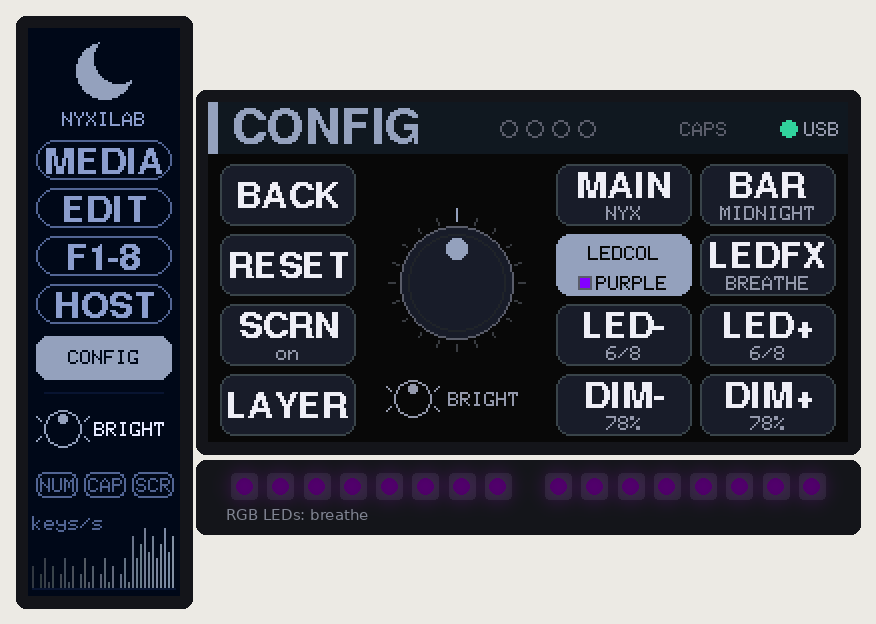 NYXILAB
MEDIA
EDIT
F1-8
HOST
CONFIG
BRIGHT
NUM CAP SCR
keys/s
CONFIG CAPS USB
BACK
RESET
SCRN
on
LAYER
BRIGHT
MAIN
NYX
BAR
MIDNIGHT
LEDCOL
PURPLE
LEDFX
BREATHE
LED-
6/8
LED+
6/8
DIM-
78%
DIM+
78%
RGB LEDs: breathe